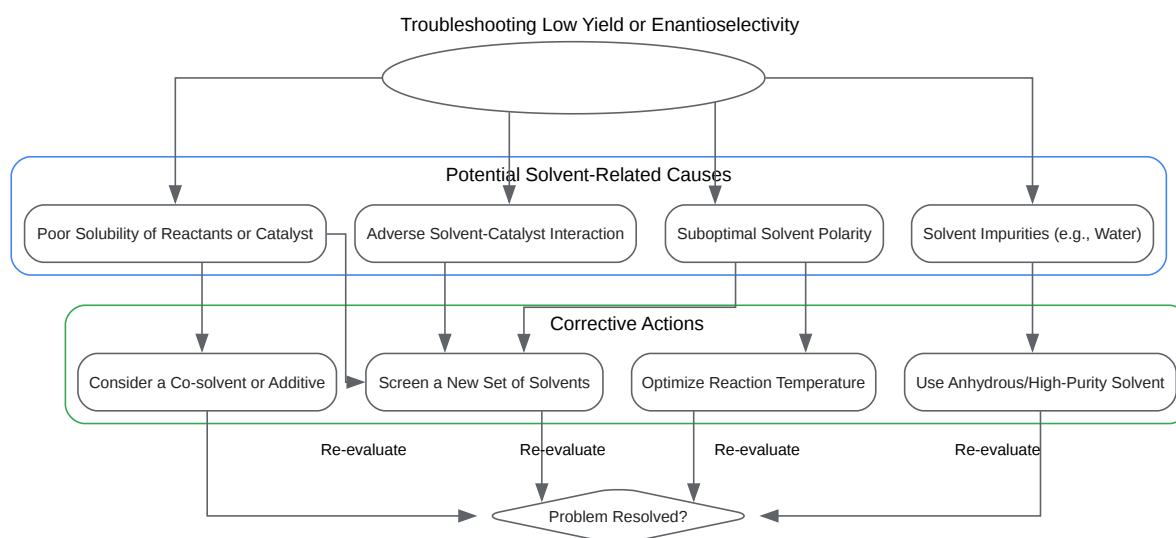 Troubleshooting Low Yield or Enantioselectivity
Potential Solvent-Related Causes
Poor Solubility of Reactants or Catalyst
Adverse Solvent-Catalyst Interaction
Suboptimal Solvent Polarity
Solvent Impurities (e.g., Water)
Corrective Actions
Consider a Co-solvent or Additive
Screen a New Set of Solvents
Optimize Reaction Temperature
Use Anhydrous/High-Purity Solvent
Re-evaluate
Re-evaluate
Re-evaluate
Re-evaluate
Problem Resolved?